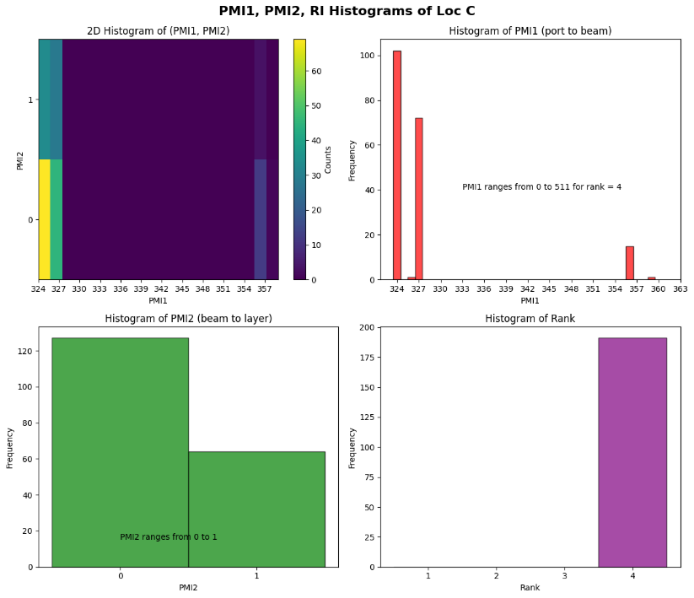 PMI1, PMI2, RI Histograms of Loc C
2D Histogram of (PMI1, PMI2)
PMI2
1
0
324 327 330 333 336 339 342 345 348 351 354 357
PMI1
60
50
40
30
20
10
0
Counts
Histogram of PMI1 (port to beam)
Frequency
100
80
60
40
20
0
PMI1 ranges from 0 to 511 for rank = 4
324 327 330 333 336 339 342 345 348 351 354 357 360 363
PMI1
Histogram of PMI2 (beam to layer)
Frequency
120
100
80
60
40
20
0
PMI2 ranges from 0 to 1
0 1
PMI2
Histogram of Rank
Frequency
200
175
150
125
100
75
50
25
0
1 2 3 4
Rank